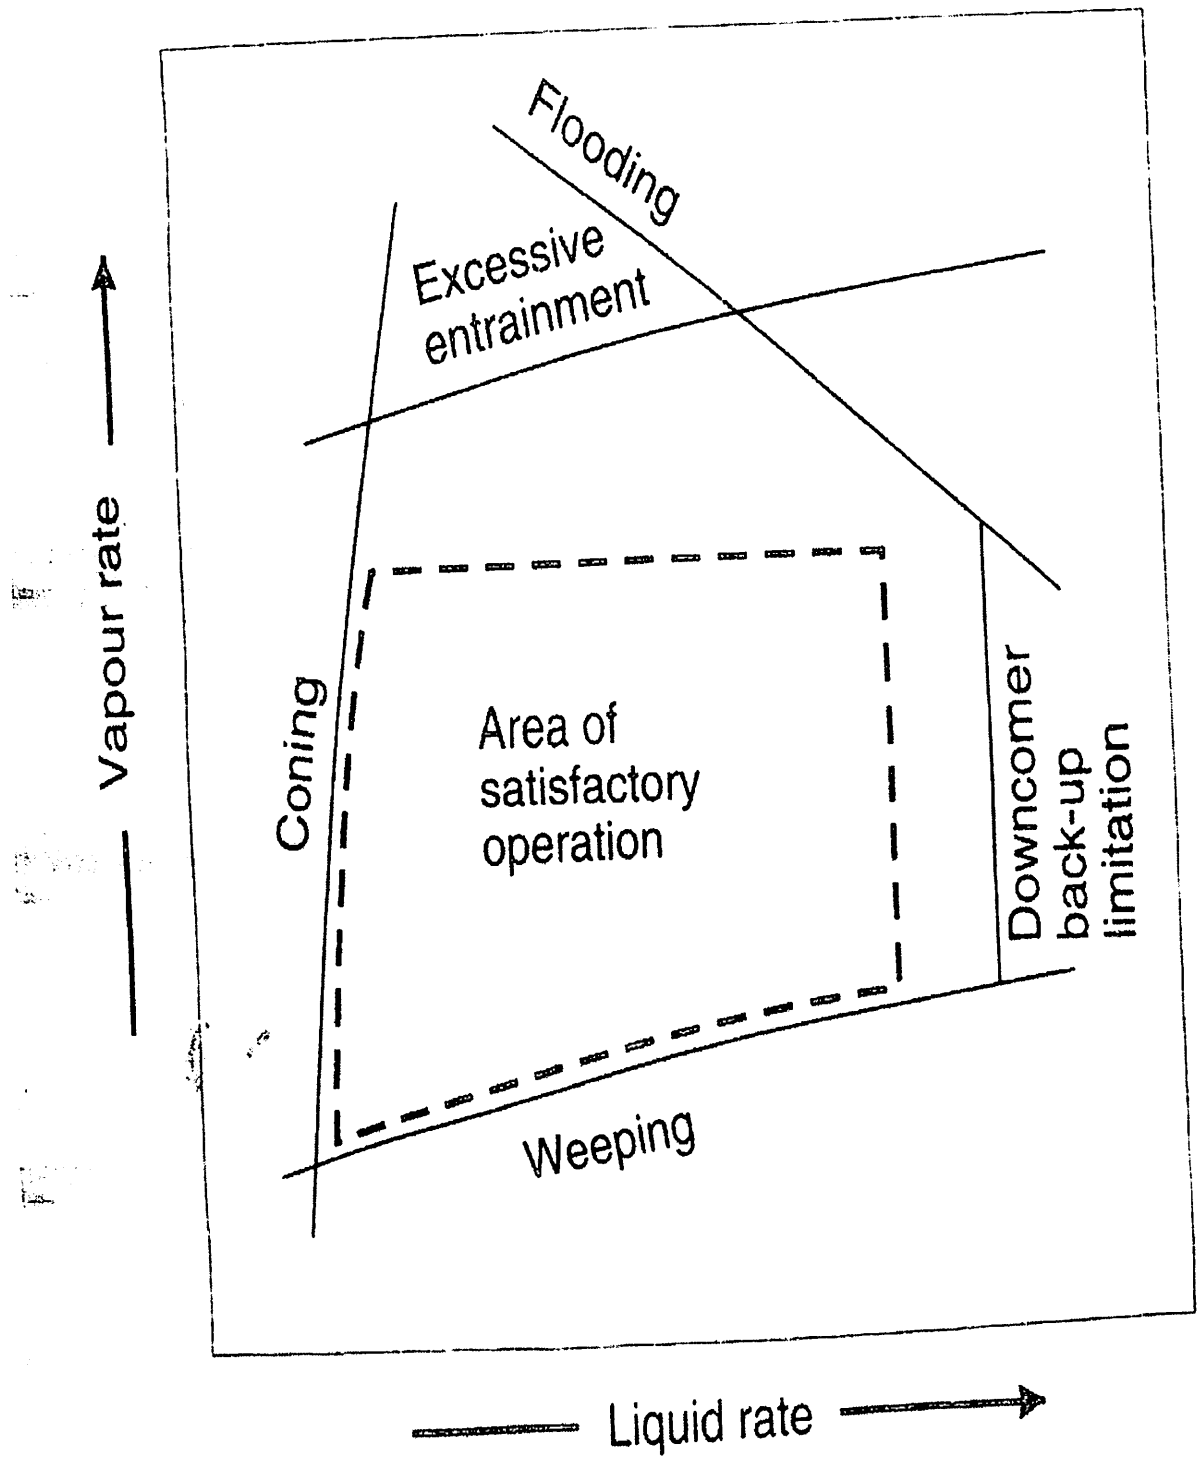 Flooding
Excessive
entrainment
Vapour rate
Coning
Area of
satisfactory
operation
Downcomer
back-up
limitation
Weeping
Liquid rate